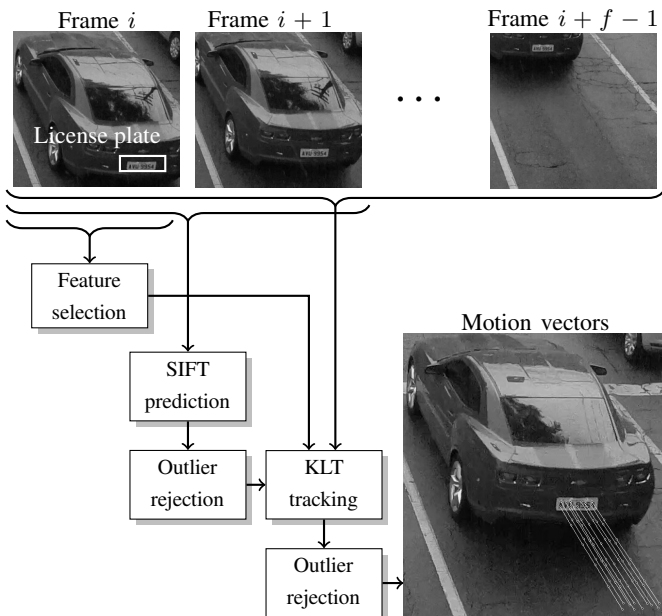 Frame i
Frame i + 1
. . .
Frame i + f − 1
License plate
Feature
selection
Motion vectors
SIFT
prediction
Outlier
rejection
KLT
tracking
Outlier
rejection